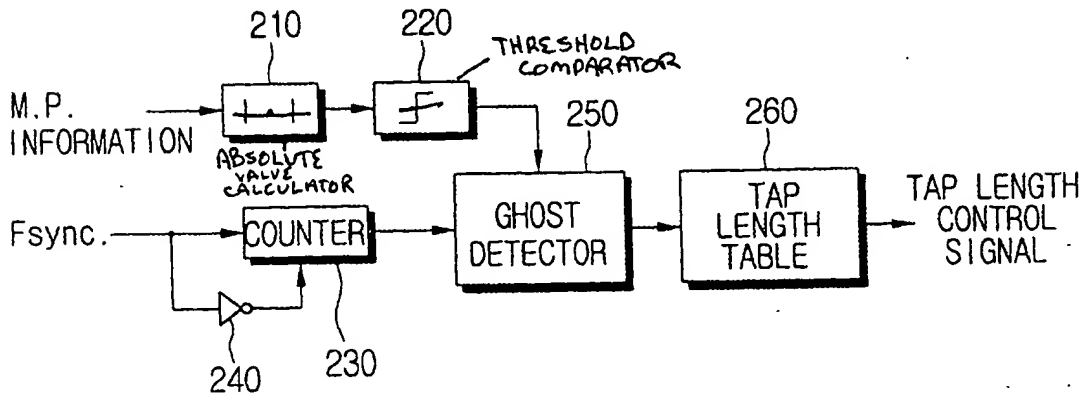 210
220
THRESHOLD
COMPARATOR
M.P.
INFORMATION
ABSOLUTE
VALUE
CALCULATOR
250
260
GHOST
DETECTOR
TAP
LENGTH
TABLE
TAP LENGTH
CONTROL
SIGNAL
Fsync.
COUNTER
240
230